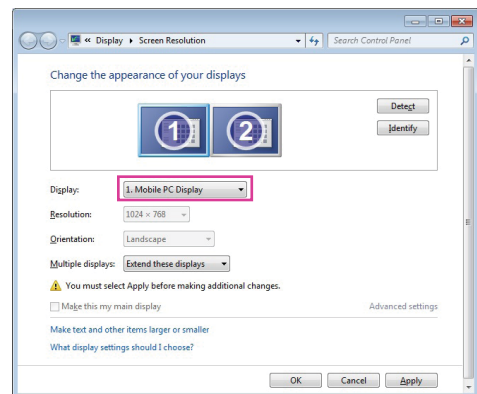 « Display ▸ Screen Resolution
Search Control Panel
Change the appearance of your displays
1
2
Detect
Identify
Display: 1. Mobile PC Display
Resolution: 1024 × 768
Orientation: Landscape
Multiple displays: Extend these displays
You must select Apply before making additional changes.
Make this my main display
Advanced settings
Make text and other items larger or smaller
What display settings should I choose?
OK Cancel Apply